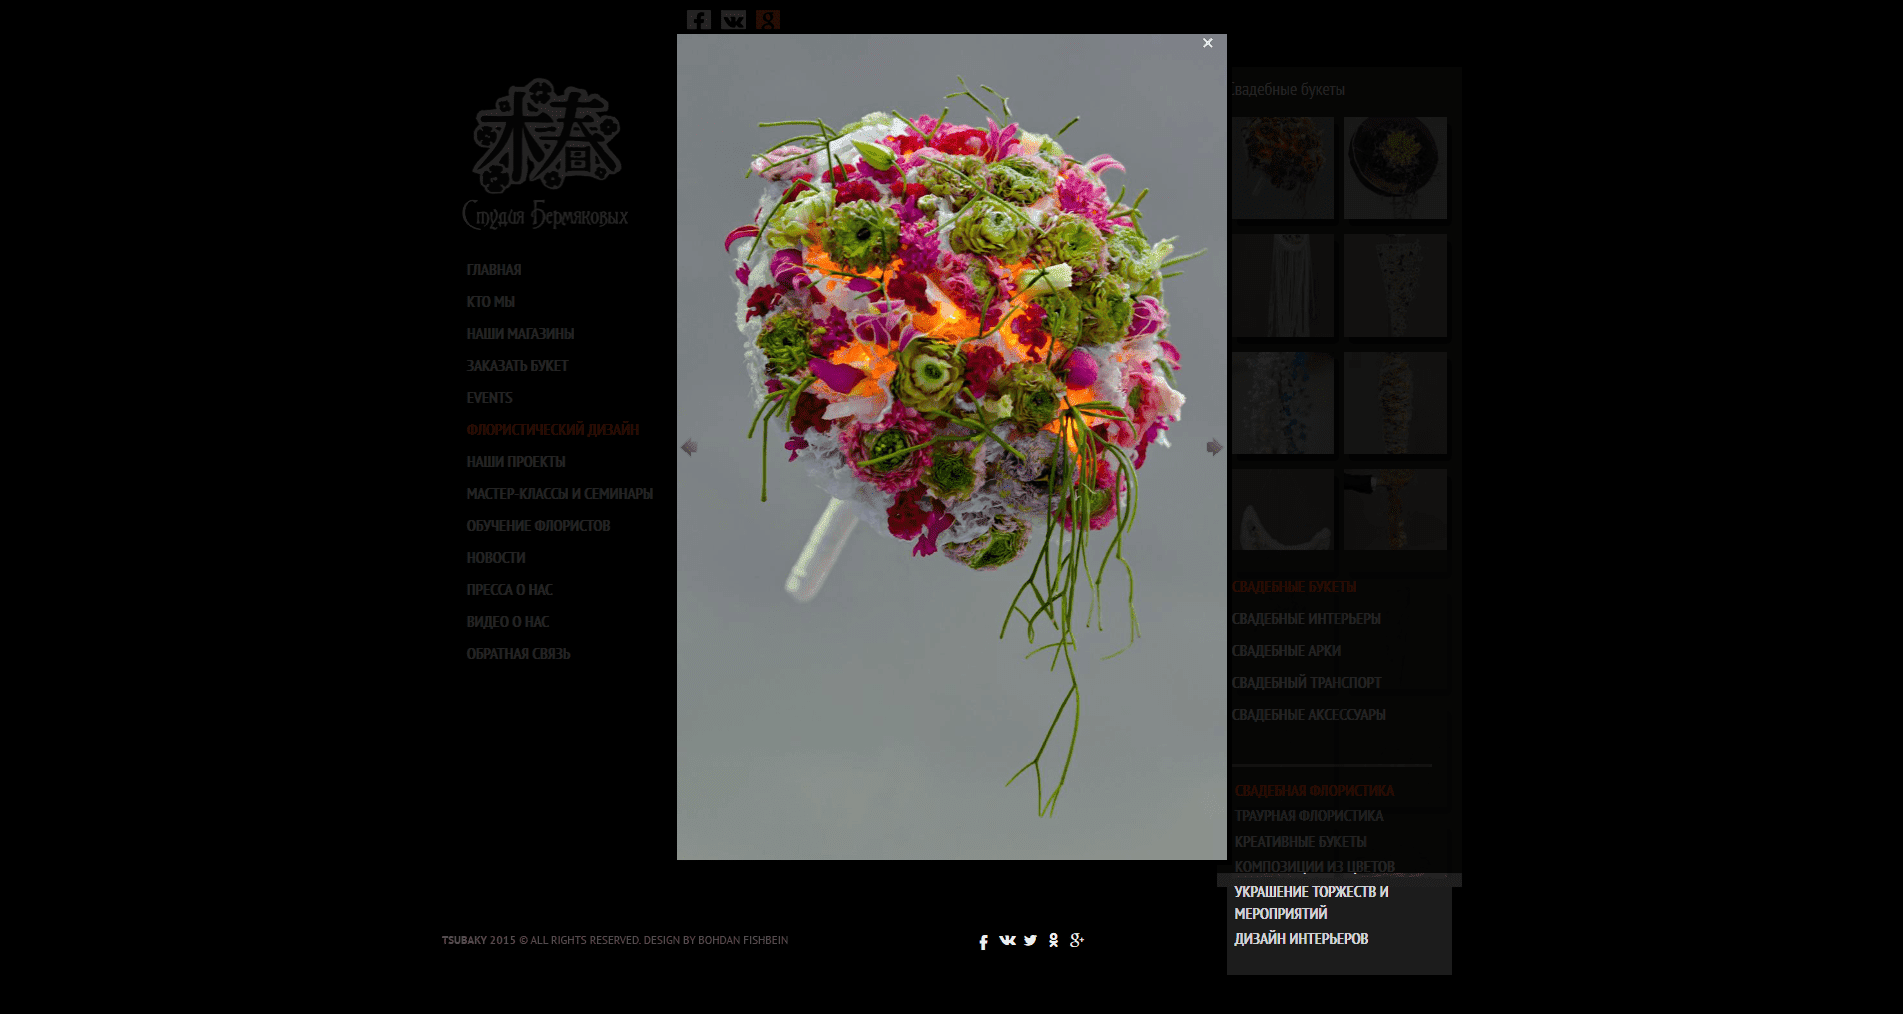 椿
Студия Бермяковых
ГЛАВНАЯ
КТО МЫ
НАШИ МАГАЗИНЫ
ЗАКАЗАТЬ БУКЕТ
EVENTS
ФЛОРИСТИЧЕСКИЙ ДИЗАЙН
НАШИ ПРОЕКТЫ
МАСТЕР-КЛАССЫ И СЕМИНАРЫ
ОБУЧЕНИЕ ФЛОРИСТОВ
НОВОСТИ
ПРЕССА О НАС
ВИДЕО О НАС
ОБРАТНАЯ СВЯЗЬ
Свадебные букеты
СВАДЕБНЫЕ БУКЕТЫ
СВАДЕБНЫЕ ИНТЕРЬЕРЫ
СВАДЕБНЫЕ АРКИ
СВАДЕБНЫЙ ТРАНСПОРТ
СВАДЕБНЫЕ АКСЕССУАРЫ
СВАДЕБНАЯ ФЛОРИСТИКА
ТРАУРНАЯ ФЛОРИСТИКА
КРЕАТИВНЫЕ БУКЕТЫ
КОМПОЗИЦИИ ИЗ ЦВЕТОВ
УКРАШЕНИЕ ТОРЖЕСТВ И
МЕРОПРИЯТИЙ
ДИЗАЙН ИНТЕРЬЕРОВ
TSUBAKY 2015 © ALL RIGHTS RESERVED. DESIGN BY BOHDAN FISHBEIN